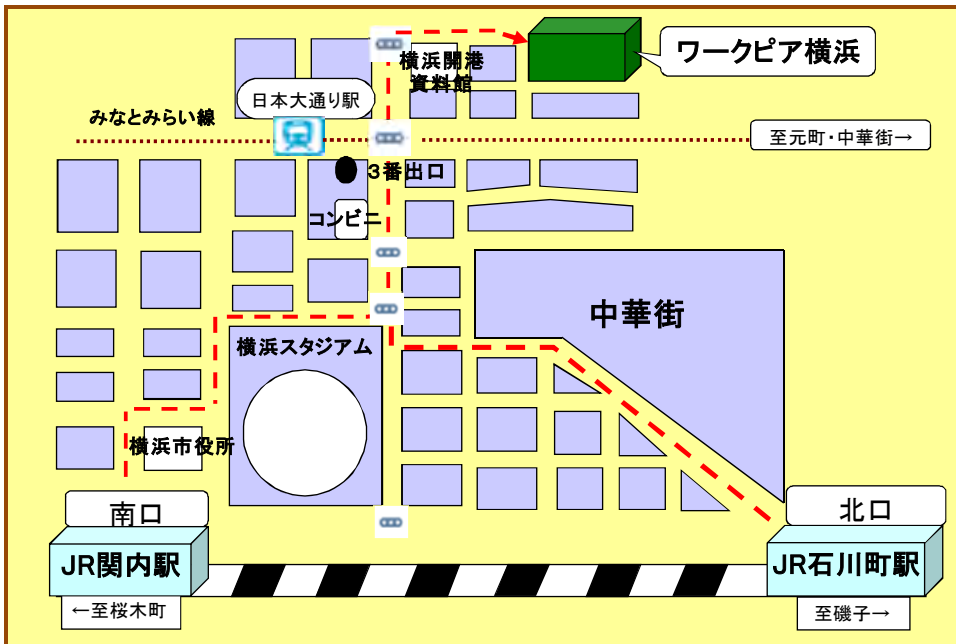 ワークピア横浜
横浜開港
資料館
日本大通り駅
みなとみらい線
至元町・中華街→
3番出口
コンビニ
中華街
横浜スタジアム
横浜市役所
南口
北口
JR関内駅
JR石川町駅
←至桜木町
至磯子→